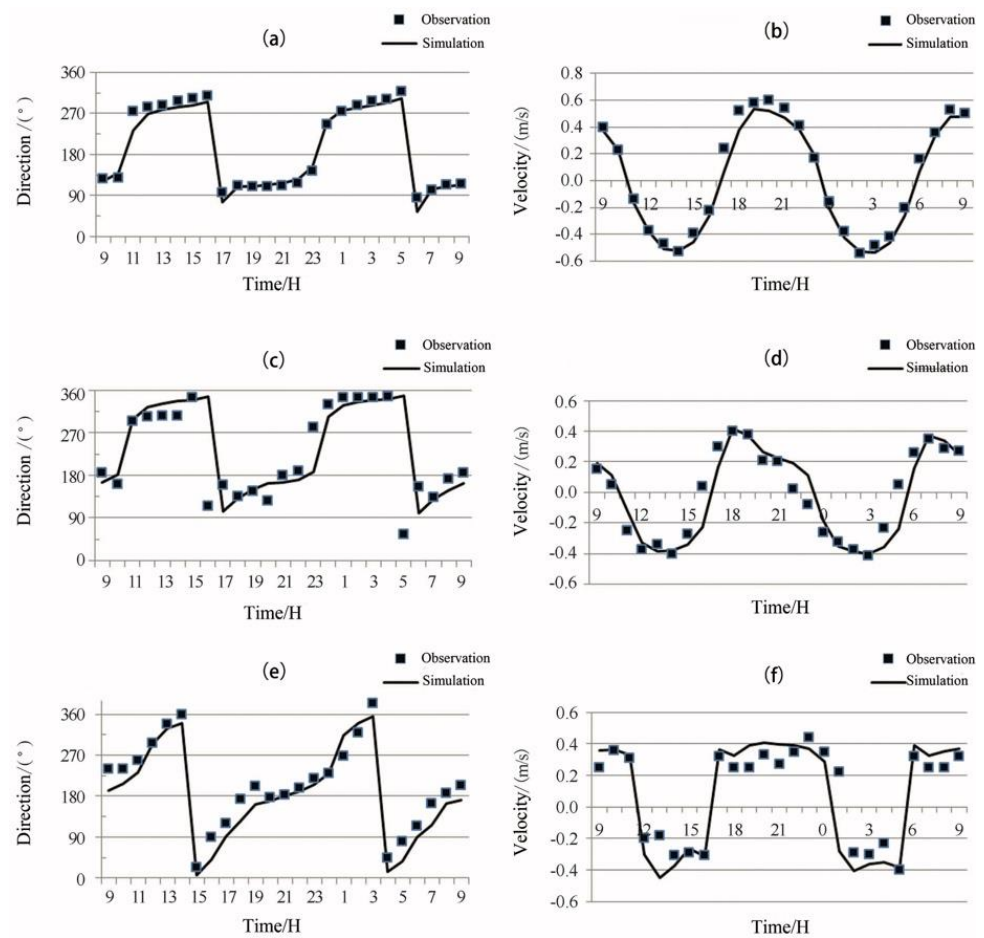 (a)
Observation
Simulation
Direction /(°)
360
270
180
90
0
9 11 13 15 17 19 21 23 1 3 5 7 9
Time/H
(b)
Observation
Simulation
Velocity/(m/s)
0.8
0.6
0.4
0.2
0.0
-0.2
-0.4
-0.6
9 12 15 18 21 0 3 6 9
Time/H
(c)
Observation
Simulation
Direction /(°)
360
270
180
90
0
9 11 13 15 17 19 21 23 1 3 5 7 9
Time/H
(d)
Observation
Simulation
Velocity/(m/s)
0.6
0.4
0.2
0.0
-0.2
-0.4
-0.6
9 12 15 18 21 0 3 6 9
Time/H
(e)
Observation
Simulation
Direction/(°)
360
270
180
90
0
9 11 13 15 17 19 21 23 1 3 5 7 9
Time/H
(f)
Observation
Simulation
Velocity/(m/s)
0.6
0.4
0.2
0.0
-0.2
-0.4
-0.6
9 12 15 18 21 0 3 6 9
Time/H